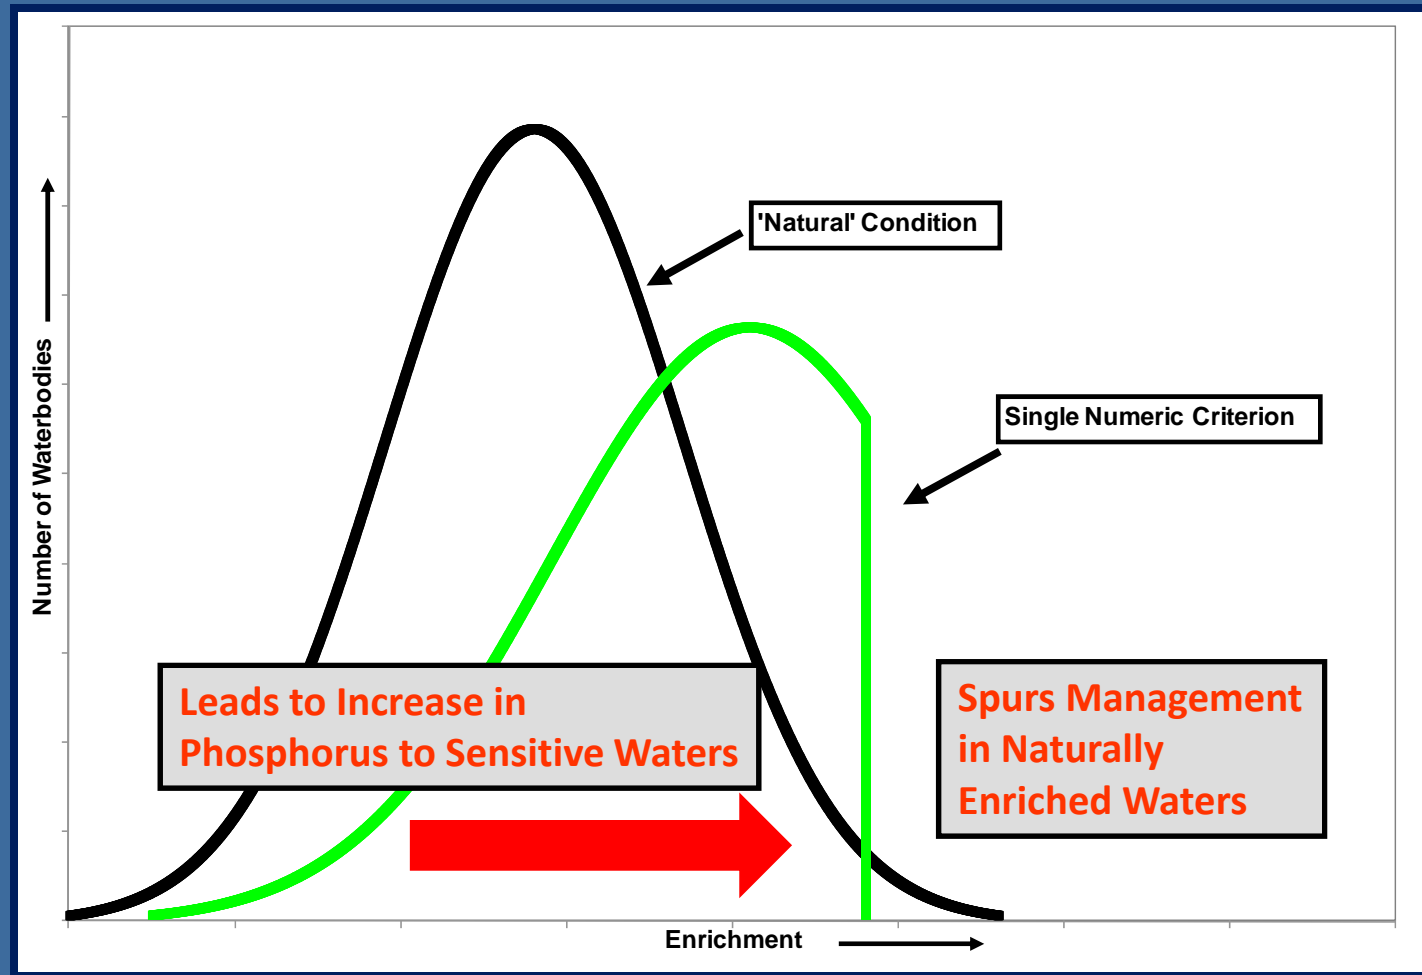 'Natural' Condition
Single Numeric Criterion
Number of Waterbodies
Leads to Increase in
Phosphorus to Sensitive Waters
Spurs Management
in Naturally
Enriched Waters
Enrichment